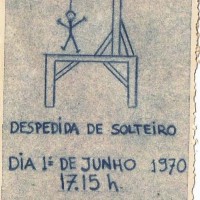 DESPEDIDA DE SOLTEIRO
DIA 1º DE JUNHO 1970
17.15 h.